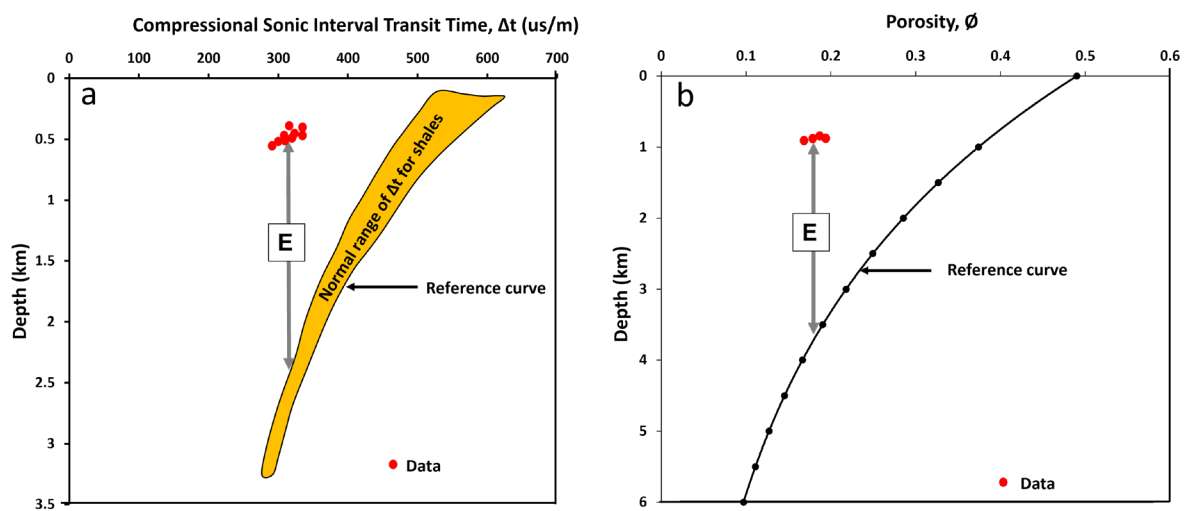 Compressional Sonic Interval Transit Time, Δt (us/m)
0 100 200 300 400 500 600 700
0
0.5
1
1.5
2
2.5
3
3.5
Depth (km)
a
E
Normal range of Δt for shales
Reference curve
Data
Porosity, Ø
0 0.1 0.2 0.3 0.4 0.5 0.6
0
1
2
3
4
5
6
Depth (km)
b
E
Reference curve
Data